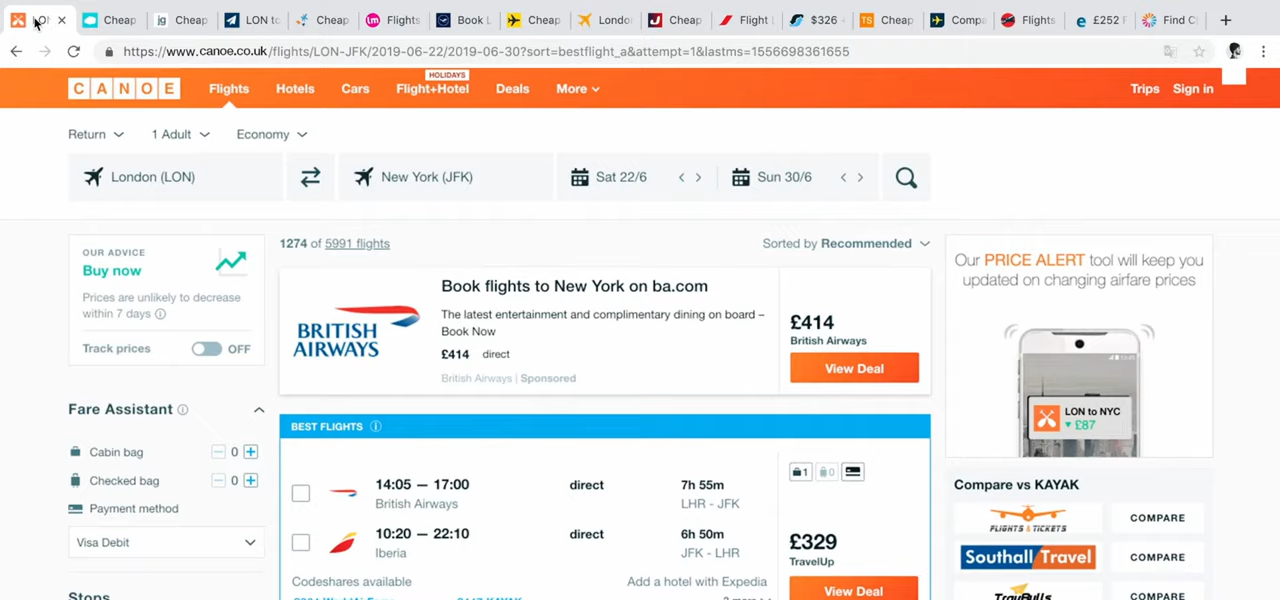 LON
Cheap
Cheap
LON to
Cheap
Flights
Book L
Cheap
Londo
Cheap
Flight L
$326
Cheap
Compa
Flights
£252 F
Find C
https://www.canoe.co.uk/flights/LON-JFK/2019-06-22/2019-06-30?sort=bestflight_a&attempt=1&lastms=1556698361655
CANOE
Flights
Hotels
Cars
HOLIDAYS
Flight+Hotel
Deals
More
Trips
Sign in
Return
1 Adult
Economy
London (LON)
New York (JFK)
Sat 22/6
Sun 30/6
OUR ADVICE
Buy now
Prices are unlikely to decrease
within 7 days
Track prices
OFF
1274 of 5991 flights
Sorted by Recommended
Book flights to New York on ba.com
BRITISH
AIRWAYS
The latest entertainment and complimentary dining on board –
Book Now
£414 direct
British Airways | Sponsored
£414
British Airways
View Deal
Our PRICE ALERT tool will keep you
updated on changing airfare prices
LON to NYC
£87
Fare Assistant
Cabin bag
0
Checked bag
0
Payment method
Visa Debit
Stops
BEST FLIGHTS
14:05 — 17:00 direct 7h 55m
British Airways LHR - JFK
10:20 — 22:10 direct 6h 50m
Iberia JFK - LHR
Codeshares available
Add a hotel with Expedia
1
0
£329
TravelUp
View Deal
Compare vs KAYAK
FLIGHTS & TICKETS
COMPARE
Southall Travel
COMPARE
COMPARE